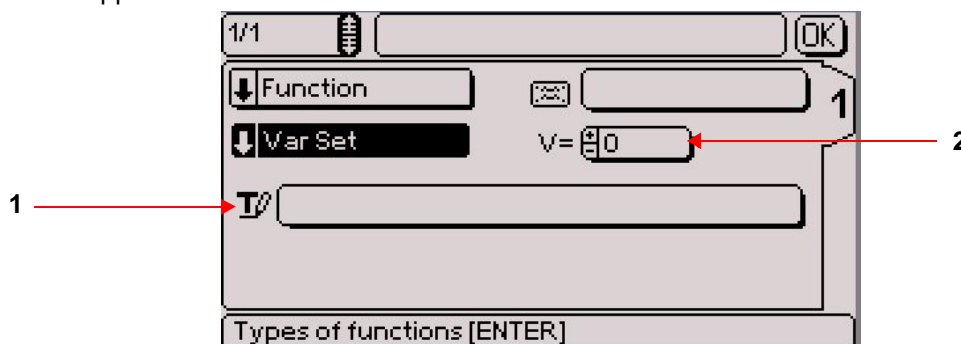 1/1 OK
Function
1
Var Set V= 0
2
1
T
Types of functions [ENTER]